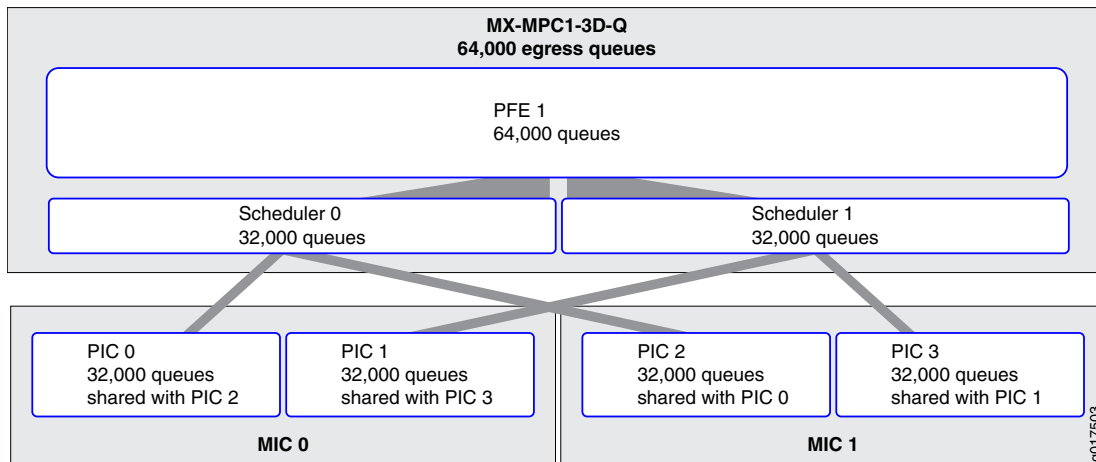 MX-MPC1-3D-Q
64,000 egress queues
PFE 1
64,000 queues
Scheduler 0
32,000 queues
Scheduler 1
32,000 queues
PIC 0
32,000 queues
shared with PIC 2
PIC 1
32,000 queues
shared with PIC 3
PIC 2
32,000 queues
shared with PIC 0
PIC 3
32,000 queues
shared with PIC 1
MIC 0
MIC 1
g017503